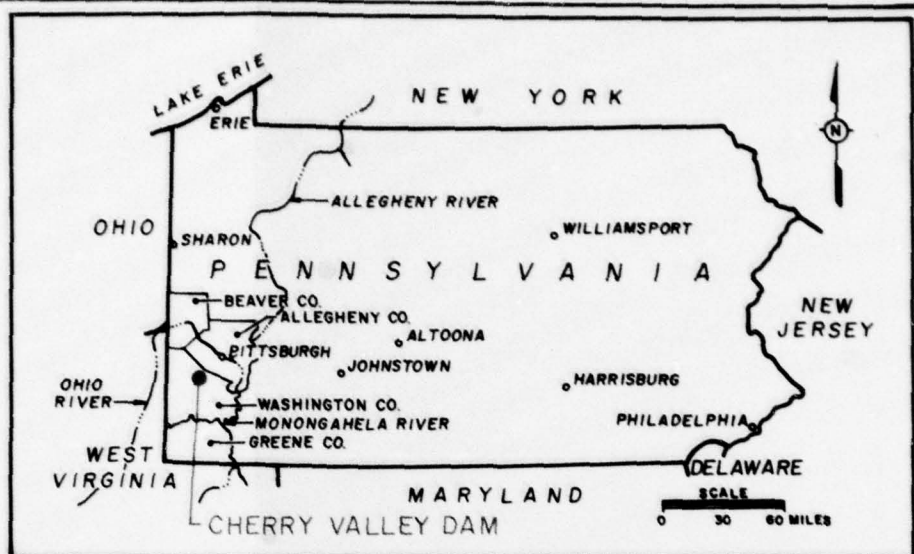 LAKE ERIE
NEW YORK
ERIE
N
ALLEGHENY RIVER
OHIO
SHARON
WILLIAMSPORT
PENNSYLVANIA
BEAVER CO.
ALLEGHENY CO.
NEW
JERSEY
ALTOONA
PITTSBURGH
JOHNSTOWN
OHIO
RIVER
HARRISBURG
WASHINGTON CO.
PHILADELPHIA
MONONGAHELA RIVER
GREENE CO.
WEST
VIRGINIA
DELAWARE
MARYLAND
SCALE
0 30 60 MILES
CHERRY VALLEY DAM